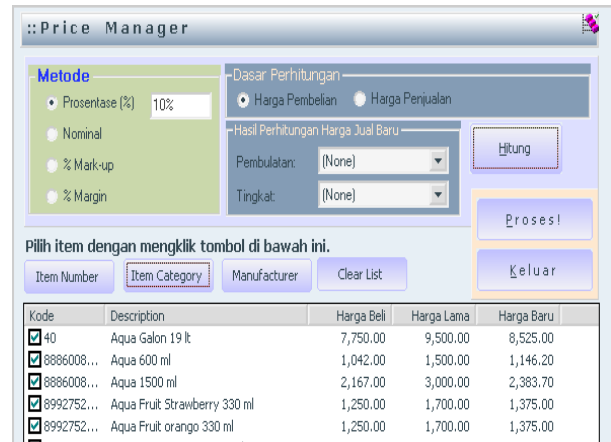 ::Price Manager
Metode
Prosentase (%) 10%
Nominal
% Mark-up
% Margin
Dasar Perhitungan
Harga Pembelian Harga Penjualan
Hasil Perhitungan Harga Jual Baru
Pembulatan: (None)
Tingkat: (None)
Hitung
Proses!
Keluar
Pilih item dengan mengklik tombol di bawah ini.
Item Number Item Category Manufacturer Clear List
Kode Description Harga Beli Harga Lama Harga Baru
40 Aqua Galon 19 lt 7,750.00 9,500.00 8,525.00
8886008... Aqua 600 ml 1,042.00 1,500.00 1,146.20
8886008... Aqua 1500 ml 2,167.00 3,000.00 2,383.70
8992752... Aqua Fruit Strawberry 330 ml 1,250.00 1,700.00 1,375.00
8992752... Aqua Fruit orango 330 ml 1,250.00 1,700.00 1,375.00